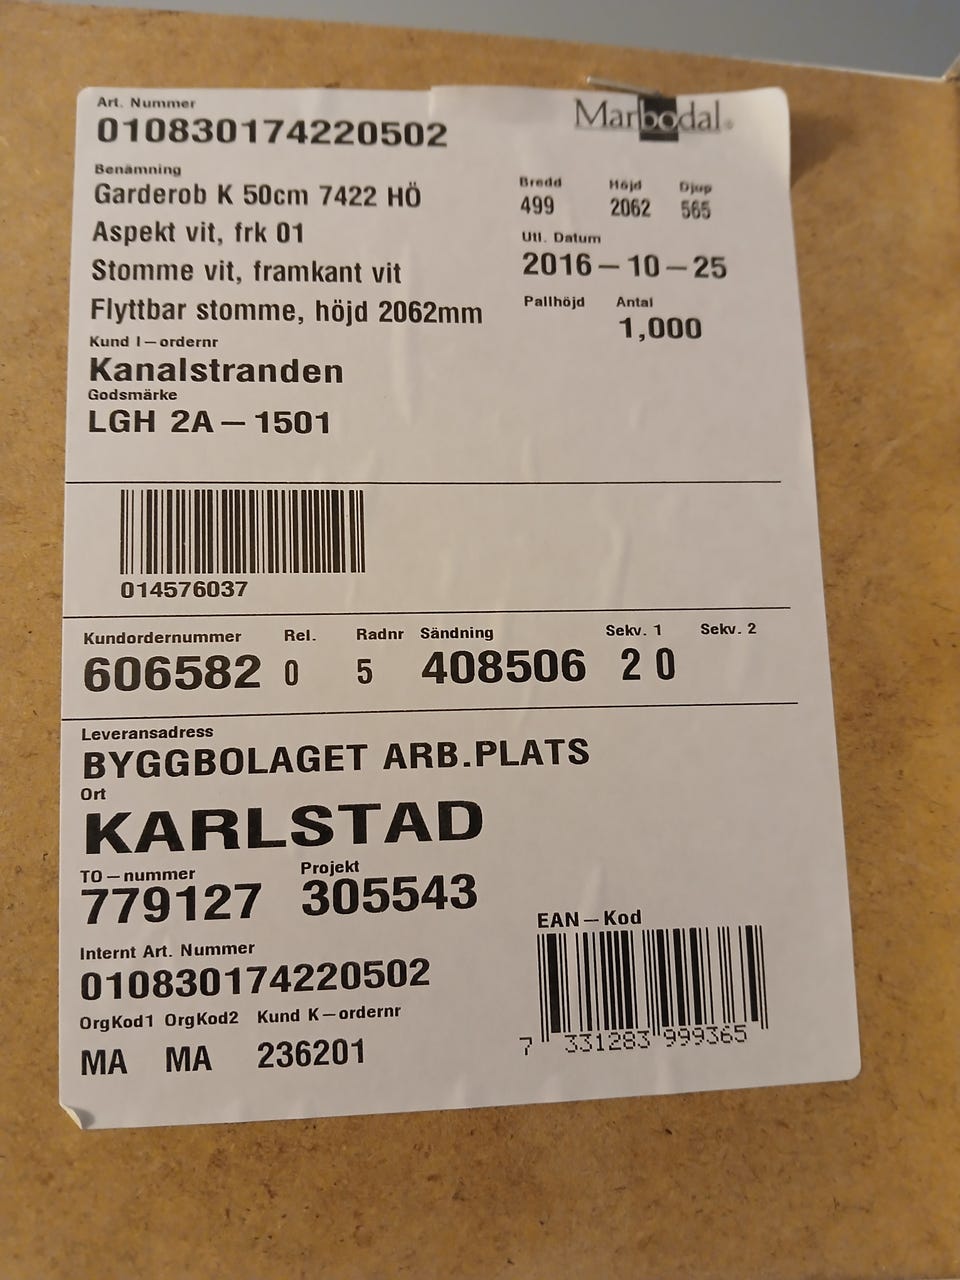 Art. Nummer
010830174220502
Marbodal
Benämning
Garderob K 50cm 7422 HÖ
Aspekt vit, frk 01
Stomme vit, framkant vit
Flyttbar stomme, höjd 2062mm
Bredd Höjd Djup
499 2062 565
Utl. Datum
2016-10-25
Pallhöjd Antal
1,000
Kund I-ordernr
Kanalstranden
Godsmärke
LGH 2A-1501
014576037
Kundordernummer Rel. Radnr Sändning Sekv. 1 Sekv. 2
606582 0 5 408506 2 0
Leveransadress
BYGGBOLAGET ARB.PLATS
Ort
KARLSTAD
TO-nummer Projekt
779127 305543
Internt Art. Nummer
010830174220502
OrgKod1 OrgKod2 Kund K-ordernr
MA MA 236201
EAN-Kod
7 331283 999365